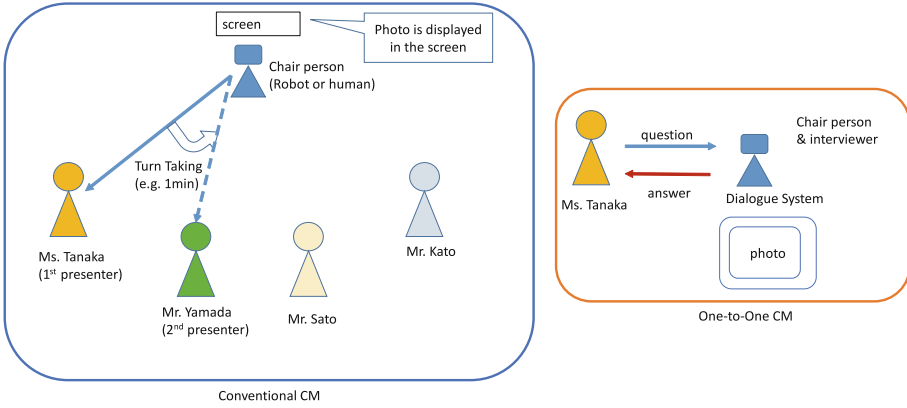 screen
Photo is displayed
in the screen
Chair person
(Robot or human)
Turn Taking
(e.g. 1min)
Ms. Tanaka
(1st presenter)
Mr. Yamada
(2nd presenter)
Mr. Sato
Mr. Kato
Conventional CM
question
answer
Ms. Tanaka
Chair person
& interviewer
Dialogue System
photo
One-to-One CM